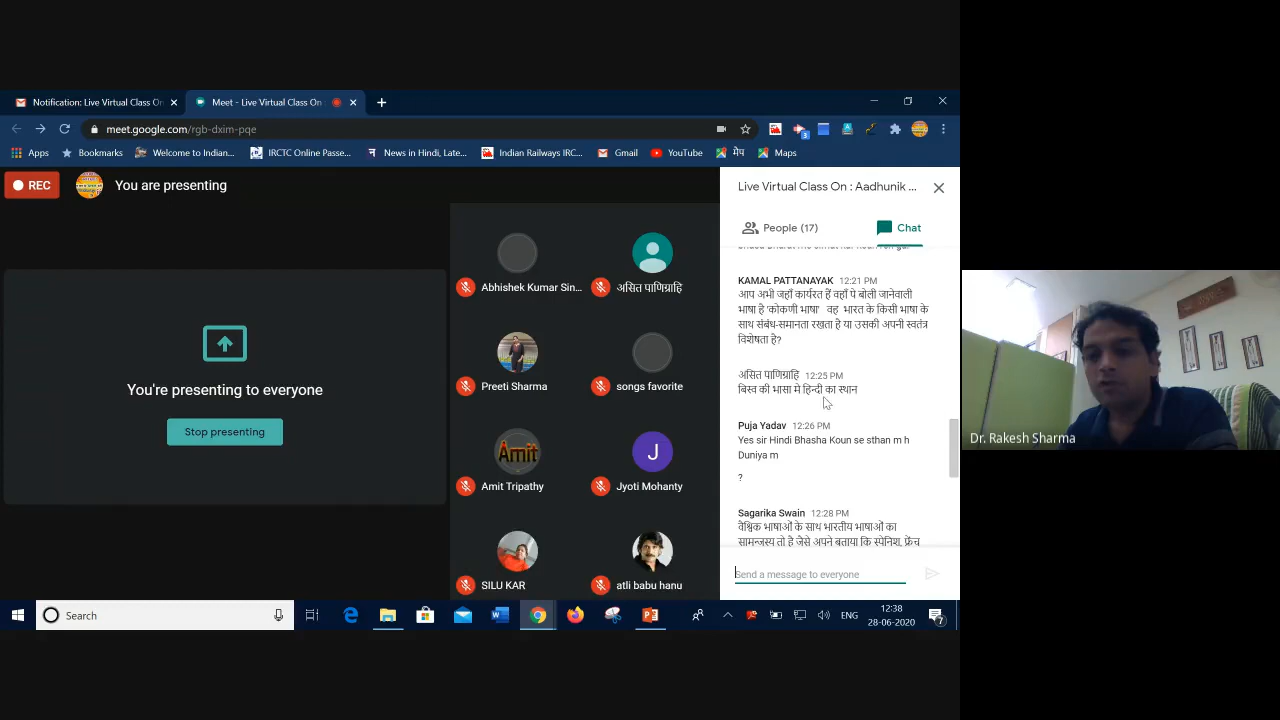 Notification: Live Virtual Class On
Meet - Live Virtual Class On
meet.google.com/rgb-dxim-pqe
Apps
Bookmarks
Welcome to Indian...
IRCTC Online Passe...
News in Hindi, Late...
Indian Railways IRC...
Gmail
YouTube
मेप
Maps
REC
You are presenting
You're presenting to everyone
Stop presenting
Abhishek Kumar Sin...
असित पाणिग्राहि
Preeti Sharma
songs favorite
Amit
Amit Tripathy
J
Jyoti Mohanty
SILU KAR
atli babu hanu
Live Virtual Class On : Aadhunik ...
People (17)
Chat
KAMAL PATTANAYAK 12:21 PM
आप अभी जहाँ कार्यरत हैं वहाँ पे बोली जानेवाली
भाषा है 'कोकणी भाषा' वह भारत के किसी भाषा के
साथ संबंध-समानता रखता है या उसकी अपनी स्वतंत्र
विशेषता है?
असित पाणिग्राहि 12:25 PM
बिस्व की भासा मे हिन्दी का स्थान
Puja Yadav 12:26 PM
Yes sir Hindi Bhasha Koun se sthan m h
Duniya m
?
Sagarika Swain 12:28 PM
वैश्विक भाषाओं के साथ भारतीय भाषाओं का
सामन्जस्य तो है जैसे अपने बताया कि स्पेनिश, फ्रेंच
Send a message to everyone
Dr. Rakesh Sharma
Search
ENG
12:38
28-06-2020
7